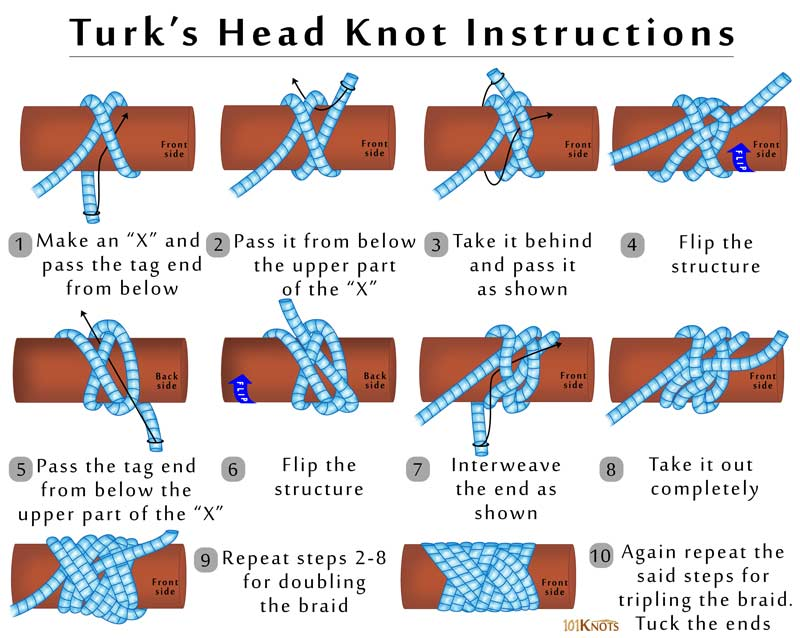 Turk's Head Knot Instructions
Front
side
Front
side
Front
side
Front
side
FLIP
1 Make an "X" and
pass the tag end
from below
2 Pass it from below
the upper part
of the "X"
3 Take it behind
and pass it
as shown
4 Flip the
structure
Back
side
FLIP
Back
side
Front
side
Front
side
5 Pass the tag end
from below the
upper part of the "X"
6 Flip the
structure
7 Interweave
the end as
shown
8 Take it out
completely
Front
side
9 Repeat steps 2-8
for doubling
the braid
Front
side
10 Again repeat the
said steps for
tripling the braid.
Tuck the ends
101KNOTS